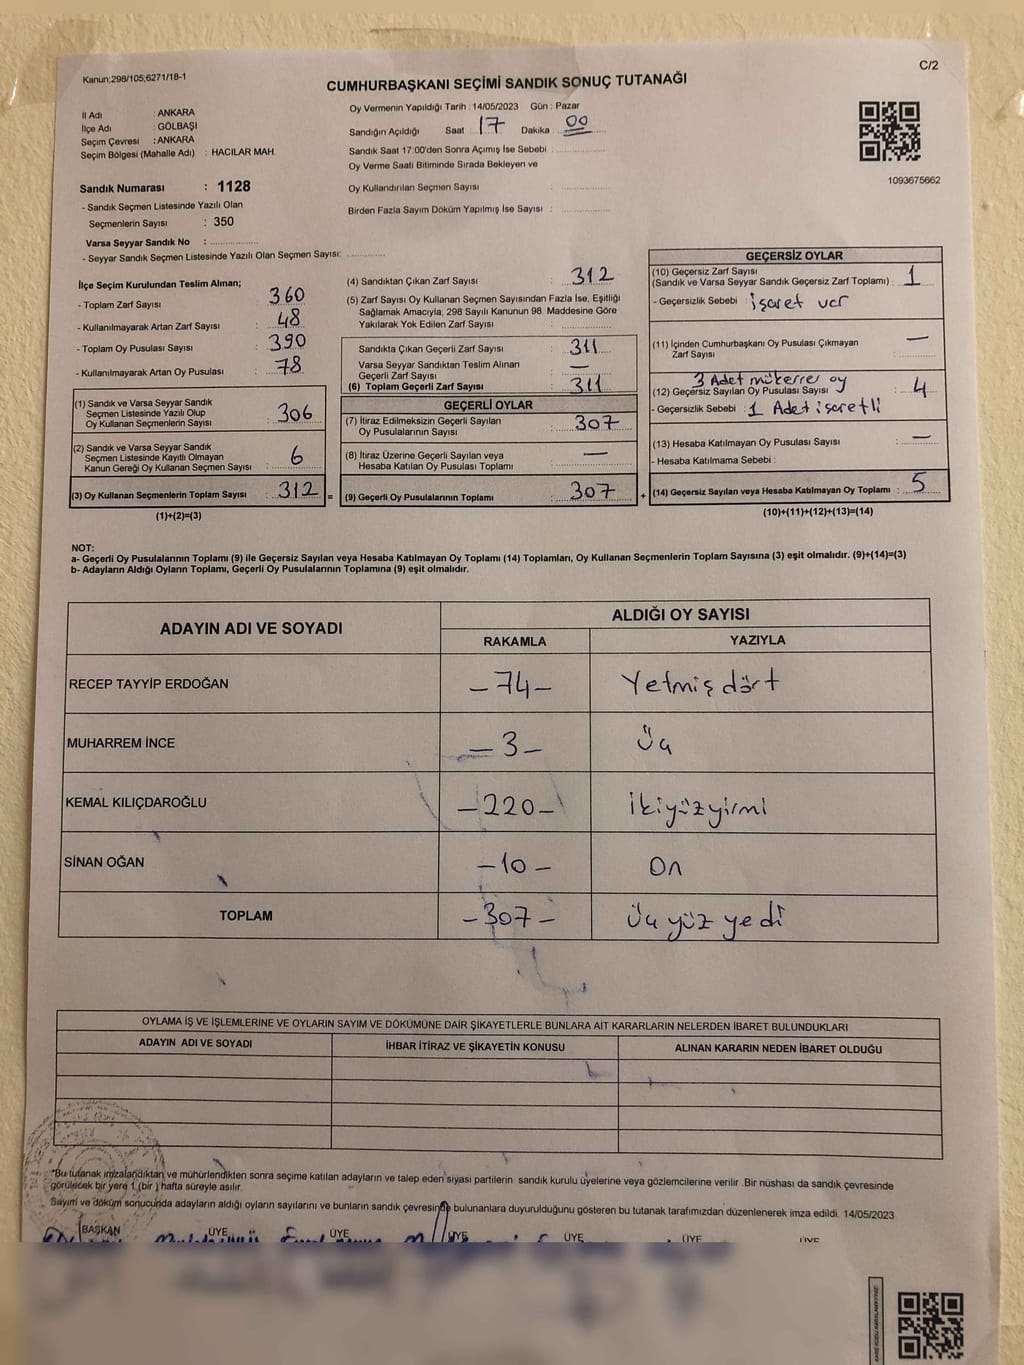 Kanun;298/105;6271/18-1
C/2
CUMHURBAŞKANI SEÇİMİ SANDIK SONUÇ TUTANAĞI
İl Adı : ANKARA
İlçe Adı : GÖLBAŞI
Seçim Çevresi : ANKARA
Seçim Bölgesi (Mahalle Adı) : HACILAR MAH.
Oy Vermenin Yapıldığı Tarih : 14/05/2023 Gün : Pazar
Sandığın Açıldığı Saat 17 Dakika 00
Sandık Saat 17:00'den Sonra Açımış İse Sebebi :
Oy Verme Saati Bitiminde Sırada Bekleyen ve
Oy Kullandırılan Seçmen Sayısı :
Birden Fazla Sayım Döküm Yapılmış İse Sayısı :
1093675662
Sandık Numarası : 1128
- Sandık Seçmen Listesinde Yazılı Olan
Seçmenlerin Sayısı : 350
Varsa Seyyar Sandık No :
- Seyyar Sandık Seçmen Listesinde Yazılı Olan Seçmen Sayısı:
İlçe Seçim Kurulundan Teslim Alınan;
- Toplam Zarf Sayısı : 360
- Kullanılmayarak Artan Zarf Sayısı : 48
- Toplam Oy Pusulası Sayısı : 390
- Kullanılmayarak Artan Oy Pusulası : 78
(1) Sandık ve Varsa Seyyar Sandık
Seçmen Listesinde Yazılı Olup
Oy Kullanan Seçmenlerin Sayısı : 306
(2) Sandık ve Varsa Seyyar Sandık
Seçmen Listesinde Kayıtlı Olmayan
Kanun Gereği Oy Kullanan Seçmen Sayısı : 6
(3) Oy Kullanan Seçmenlerin Toplam Sayısı : 312
(1)+(2)=(3)
(4) Sandıktan Çıkan Zarf Sayısı : 312
(5) Zarf Sayısı Oy Kullanan Seçmen Sayısından Fazla İse, Eşitliği
Sağlamak Amacıyla; 298 Sayılı Kanunun 98. Maddesine Göre
Yakılarak Yok Edilen Zarf Sayısı :
Sandıkta Çıkan Geçerli Zarf Sayısı : 311
Varsa Seyyar Sandıktan Teslim Alınan
Geçerli Zarf Sayısı : —
(6) Toplam Geçerli Zarf Sayısı : 311
GEÇERLİ OYLAR
(7) İtiraz Edilmeksizin Geçerli Sayılan
Oy Pusulalarının Sayısı : 307
(8) İtiraz Üzerine Geçerli Sayılan veya
Hesaba Katılan Oy Pusulası Toplamı : —
= (9) Geçerli Oy Pusulalarının Toplamı : 307
GEÇERSİZ OYLAR
(10) Geçersiz Zarf Sayısı
(Sandık ve Varsa Seyyar Sandık Geçersiz Zarf Toplamı) : 1
- Geçersizlik Sebebi : işaret var
(11) İçinden Cumhurbaşkanı Oy Pusulası Çıkmayan
Zarf Sayısı : —
3 Adet mükerrer oy
(12) Geçersiz Sayılan Oy Pusulası Sayısı : 4
- Geçersizlik Sebebi : 1 Adet işaretli
(13) Hesaba Katılmayan Oy Pusulası Sayısı : —
- Hesaba Katılmama Sebebi :
+ (14) Geçersiz Sayılan veya Hesaba Katılmayan Oy Toplamı : 5
(10)+(11)+(12)+(13)=(14)
NOT:
a- Geçerli Oy Pusulalarının Toplamı (9) ile Geçersiz Sayılan veya Hesaba Katılmayan Oy Toplamı (14) Toplamları, Oy Kullanan Seçmenlerin Toplam Sayısına (3) eşit olmalıdır. (9)+(14)=(3)
b- Adayların Aldığı Oyların Toplamı, Geçerli Oy Pusulalarının Toplamına (9) eşit olmalıdır.
ADAYIN ADI VE SOYADI
ALDIĞI OY SAYISI
RAKAMLA YAZIYLA
RECEP TAYYİP ERDOĞAN -74- Yetmiş dört
MUHARREM İNCE -3- Üç
KEMAL KILIÇDAROĞLU -220- ikiyüzyirmi
SİNAN OĞAN -10- On
TOPLAM -307- Üç yüz yedi
OYLAMA İŞ VE İŞLEMLERİNE VE OYLARIN SAYIM VE DÖKÜMÜNE DAİR ŞİKAYETLERLE BUNLARA AİT KARARLARIN NELERDEN İBARET BULUNDUKLARI
ADAYIN ADI VE SOYADI İHBAR İTİRAZ VE ŞİKAYETİN KONUSU ALINAN KARARIN NEDEN İBARET OLDUĞU
*Bu tutanak imzalandıktan ve mühürlendikten sonra seçime katılan adayların ve talep eden siyasi partilerin sandık kurulu üyelerine veya gözlemcilerine verilir .Bir nüshası da sandık çevresinde
görülecek bir yere 1 (bir ) hafta süreyle asılır.
Sayım ve döküm sonucunda adayların aldığı oyların sayılarını ve bunların sandık çevresinde bulunanlara duyurulduğunu gösteren bu tutanak tarafımızdan düzenlenerek imza edildi. 14/05/2023
BAŞKAN ÜYE ÜYE ÜYE ÜYE ÜYE ÜYE